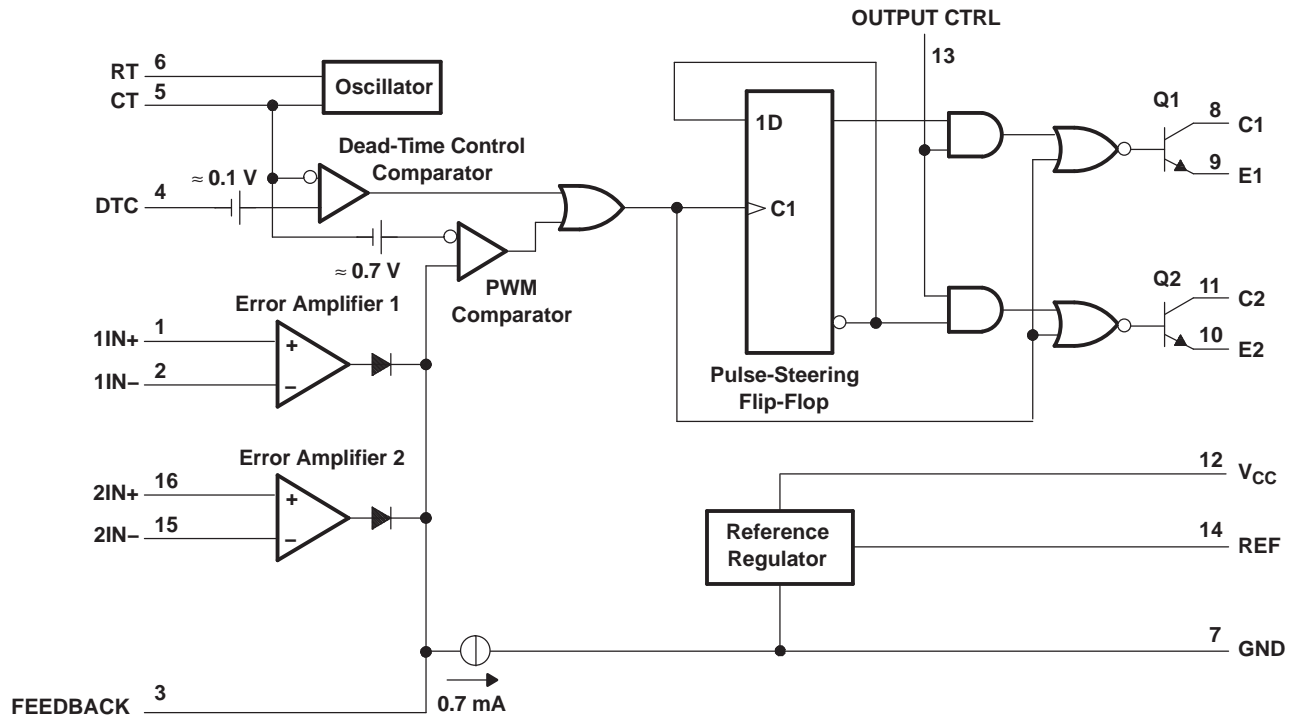 OUTPUT CTRL
13
RT 6
CT 5
Oscillator
1D
Q1
8 C1
9 E1
Dead-Time Control
Comparator
≈ 0.1 V
DTC 4
C1
≈ 0.7 V
PWM
Comparator
Q2
11 C2
10 E2
Error Amplifier 1
1IN+ 1
+
1IN− 2
−
Pulse-Steering
Flip-Flop
Error Amplifier 2
2IN+ 16
+
2IN− 15
−
12 VCC
Reference
Regulator
14 REF
7 GND
0.7 mA
FEEDBACK 3